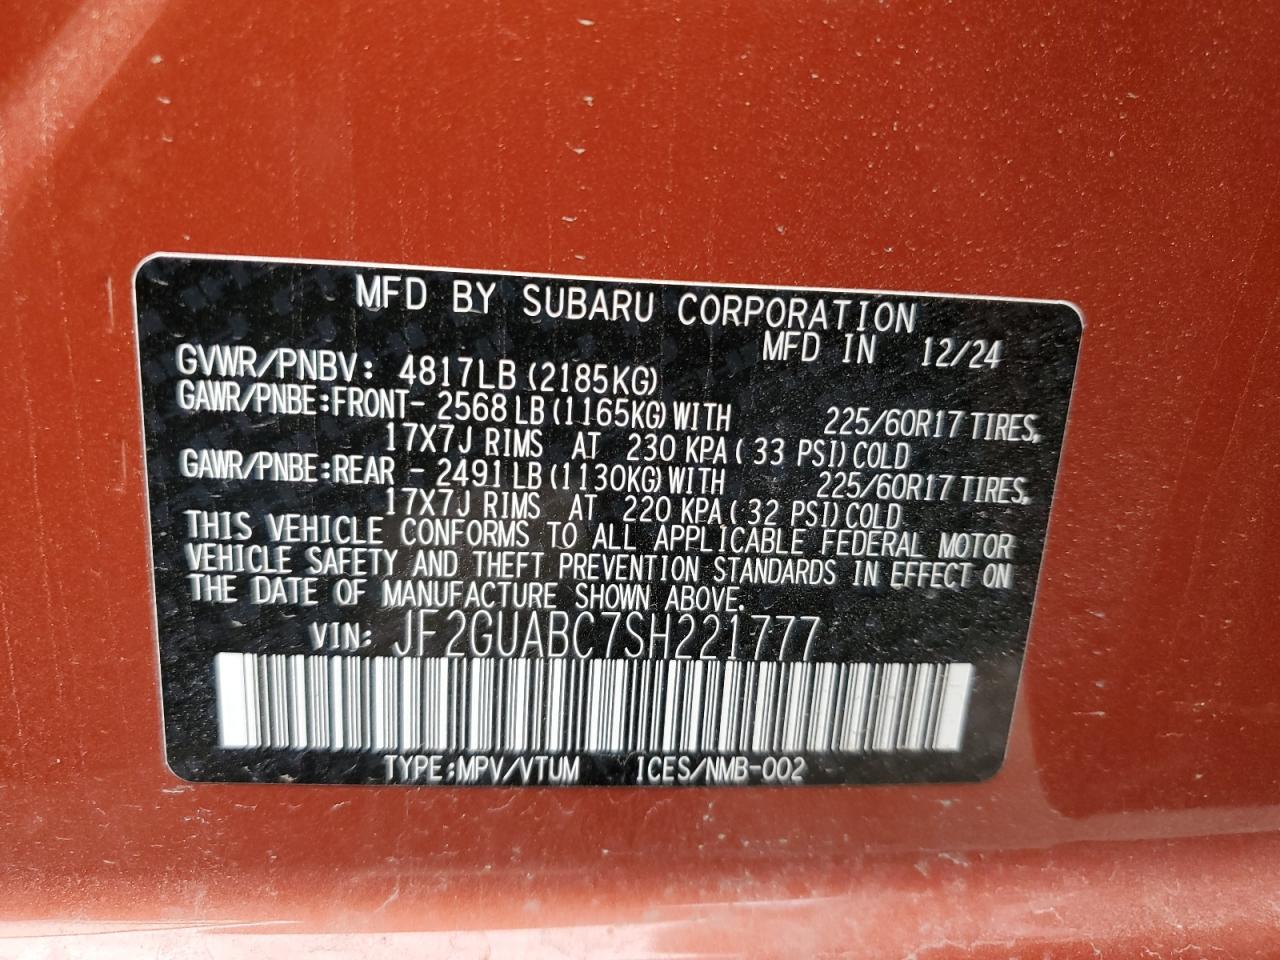 MFD BY SUBARU CORPORATION
MFD IN 12/24
GVWR/PNBV: 4817LB (2185KG)
GAWR/PNBE:FRONT- 2568 LB (1165KG) WITH 225/60R17 TIRES,
17X7J RIMS AT 230 KPA ( 33 PSI) COLD
GAWR/PNBE:REAR - 2491 LB (1130KG) WITH 225/60R17 TIRES,
17X7J RIMS AT 220 KPA ( 32 PSI) COLD
THIS VEHICLE CONFORMS TO ALL APPLICABLE FEDERAL MOTOR
VEHICLE SAFETY AND THEFT PREVENTION STANDARDS IN EFFECT ON
THE DATE OF MANUFACTURE SHOWN ABOVE.
VIN: JF2GUABC7SH221777
TYPE:MPV/VTUM ICES/NMB-002